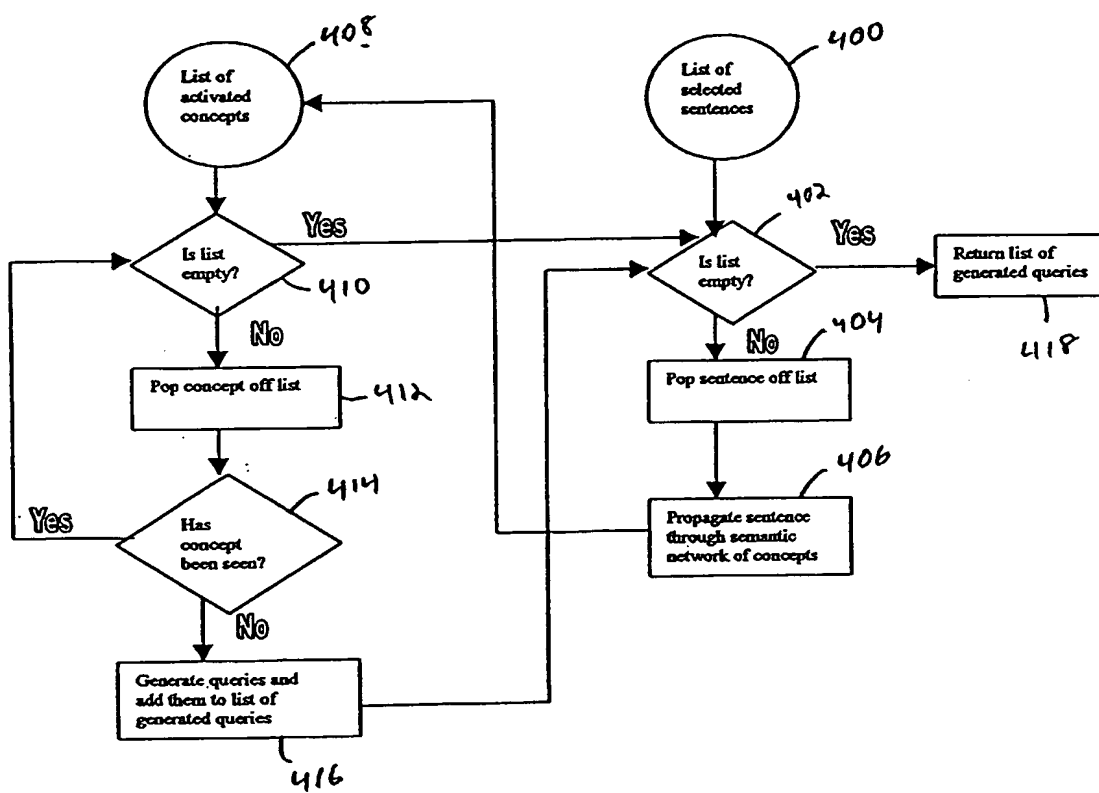 408
List of
activated
concepts
400
List of
selected
sentences
402
Yes
Is list
empty?
410
Yes
Is list
empty?
Return list of
generated queries
418
No
Pop concept off list
412
No
404
Pop sentence off list
414
Yes
Has
concept
been seen?
406
Propagate sentence
through semantic
network of concepts
No
Generate queries and
add them to list of
generated queries
416